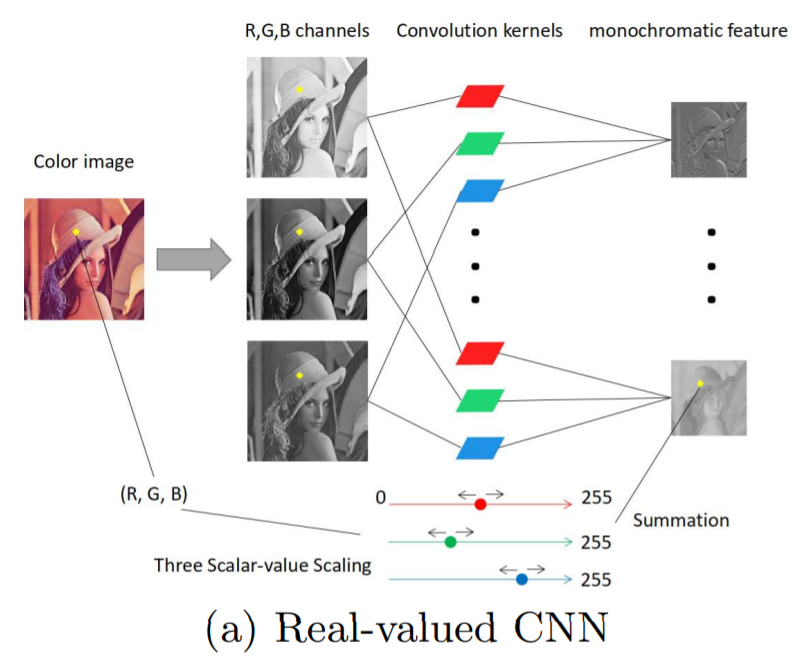 R,G,B channels
Convolution kernels
monochromatic feature
Color image
(R, G, B)
0
255
255
Summation
Three Scalar-value Scaling
255
(a) Real-valued CNN